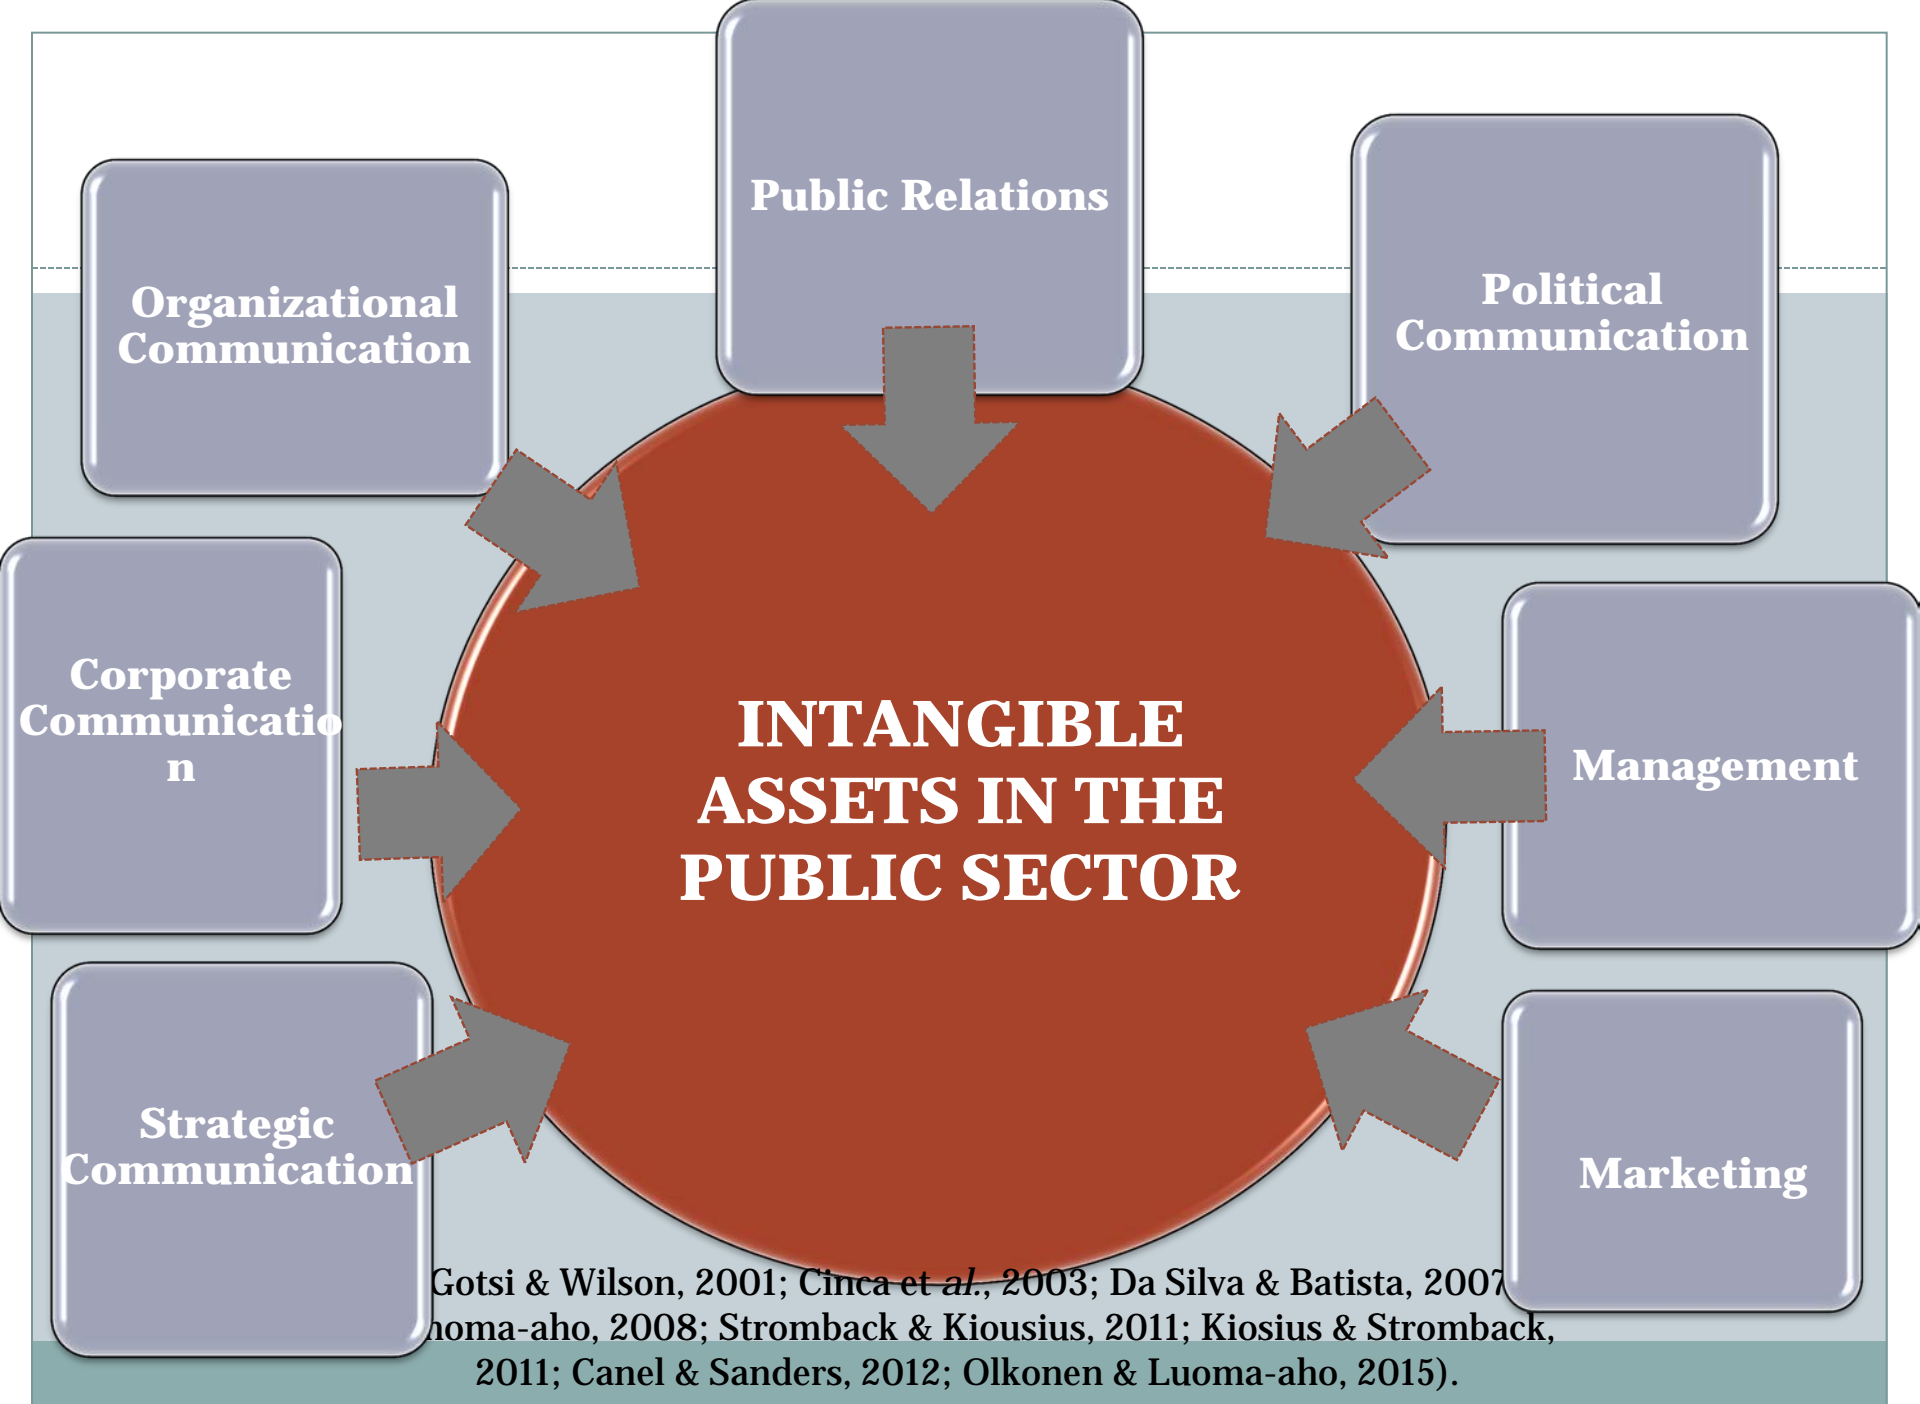 Public Relations
Organizational
Communication
Political
Communication
Corporate
Communicatio
n
Management
INTANGIBLE
ASSETS IN THE
PUBLIC SECTOR
Strategic
Communication
Marketing
Gotsi & Wilson, 2001; Cinca et al., 2003; Da Silva & Batista, 2007
oma-aho, 2008; Stromback & Kiousius, 2011; Kiosius & Stromback,
2011; Canel & Sanders, 2012; Olkonen & Luoma-aho, 2015).